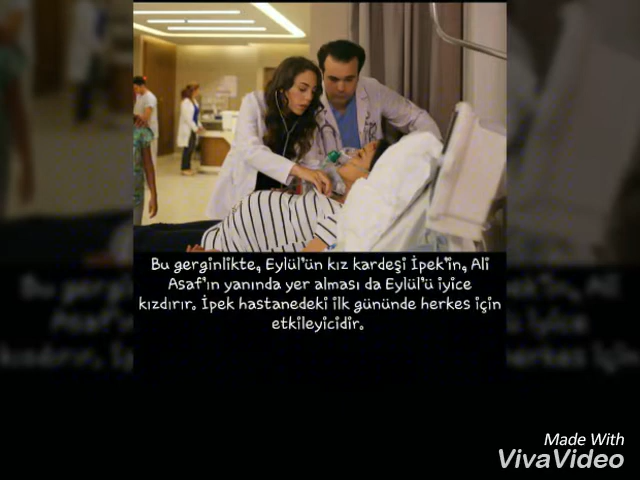 Bu gerginlikte, Eylül'ün kız kardeşi İpek'in, Ali
Asaf'ın yanında yer alması da Eylül'ü iyice
kızdırır. İpek hastanedeki ilk gününde herkes için
etkileyicidir.
Made With
VivaVideo